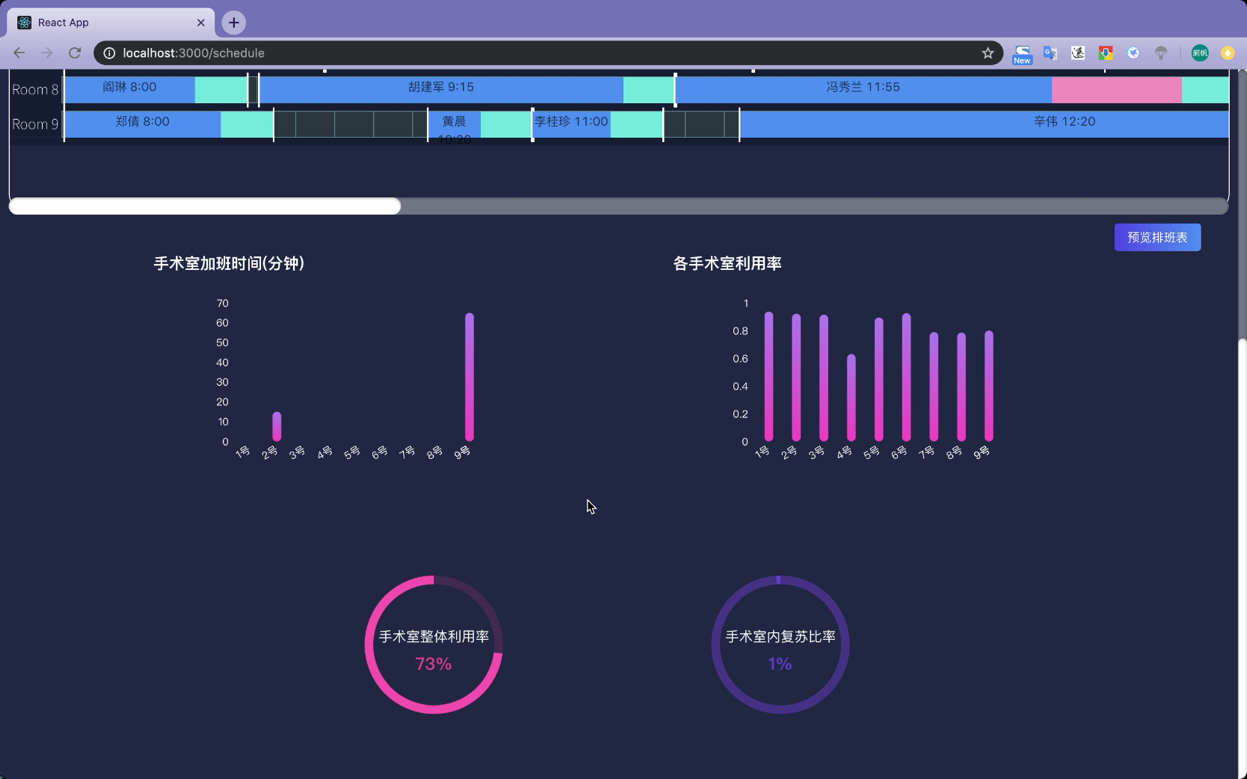 React App
localhost:3000/schedule
New
Room 8
阎琳 8:00
胡建军 9:15
冯秀兰 11:55
Room 9
郑倩 8:00
黄晨 10:20
李桂珍 11:00
辛伟 12:20
预览排班表
手术室加班时间(分钟)
70
60
50
40
30
20
10
0
1号 2号 3号 4号 5号 6号 7号 8号 9号
各手术室利用率
1
0.8
0.6
0.4
0.2
0
1号 2号 3号 4号 5号 6号 7号 8号 9号
手术室整体利用率
73%
手术室内复苏比率
1%